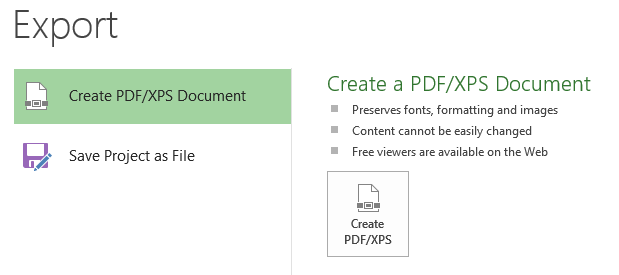 Export
Create PDF/XPS Document
Save Project as File
Create a PDF/XPS Document
Preserves fonts, formatting and images
Content cannot be easily changed
Free viewers are available on the Web
Create
PDF/XPS